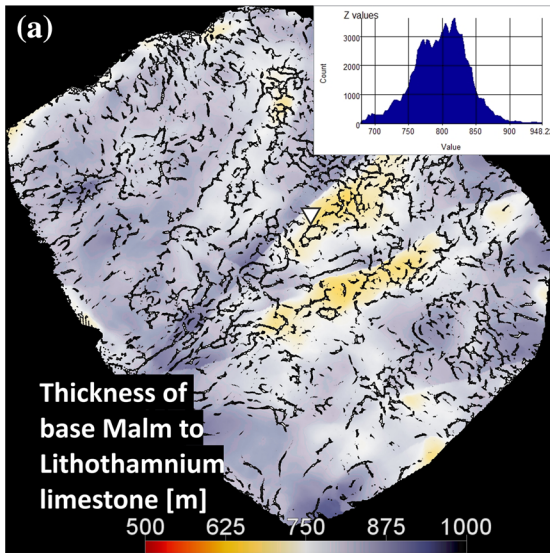 (a)
Z values
3000
2000
1000
0
Count
700 750 800 850 900 948.2
Value
Thickness of
base Malm to
Lithothamnium
limestone [m]
500 625 750 875 1000